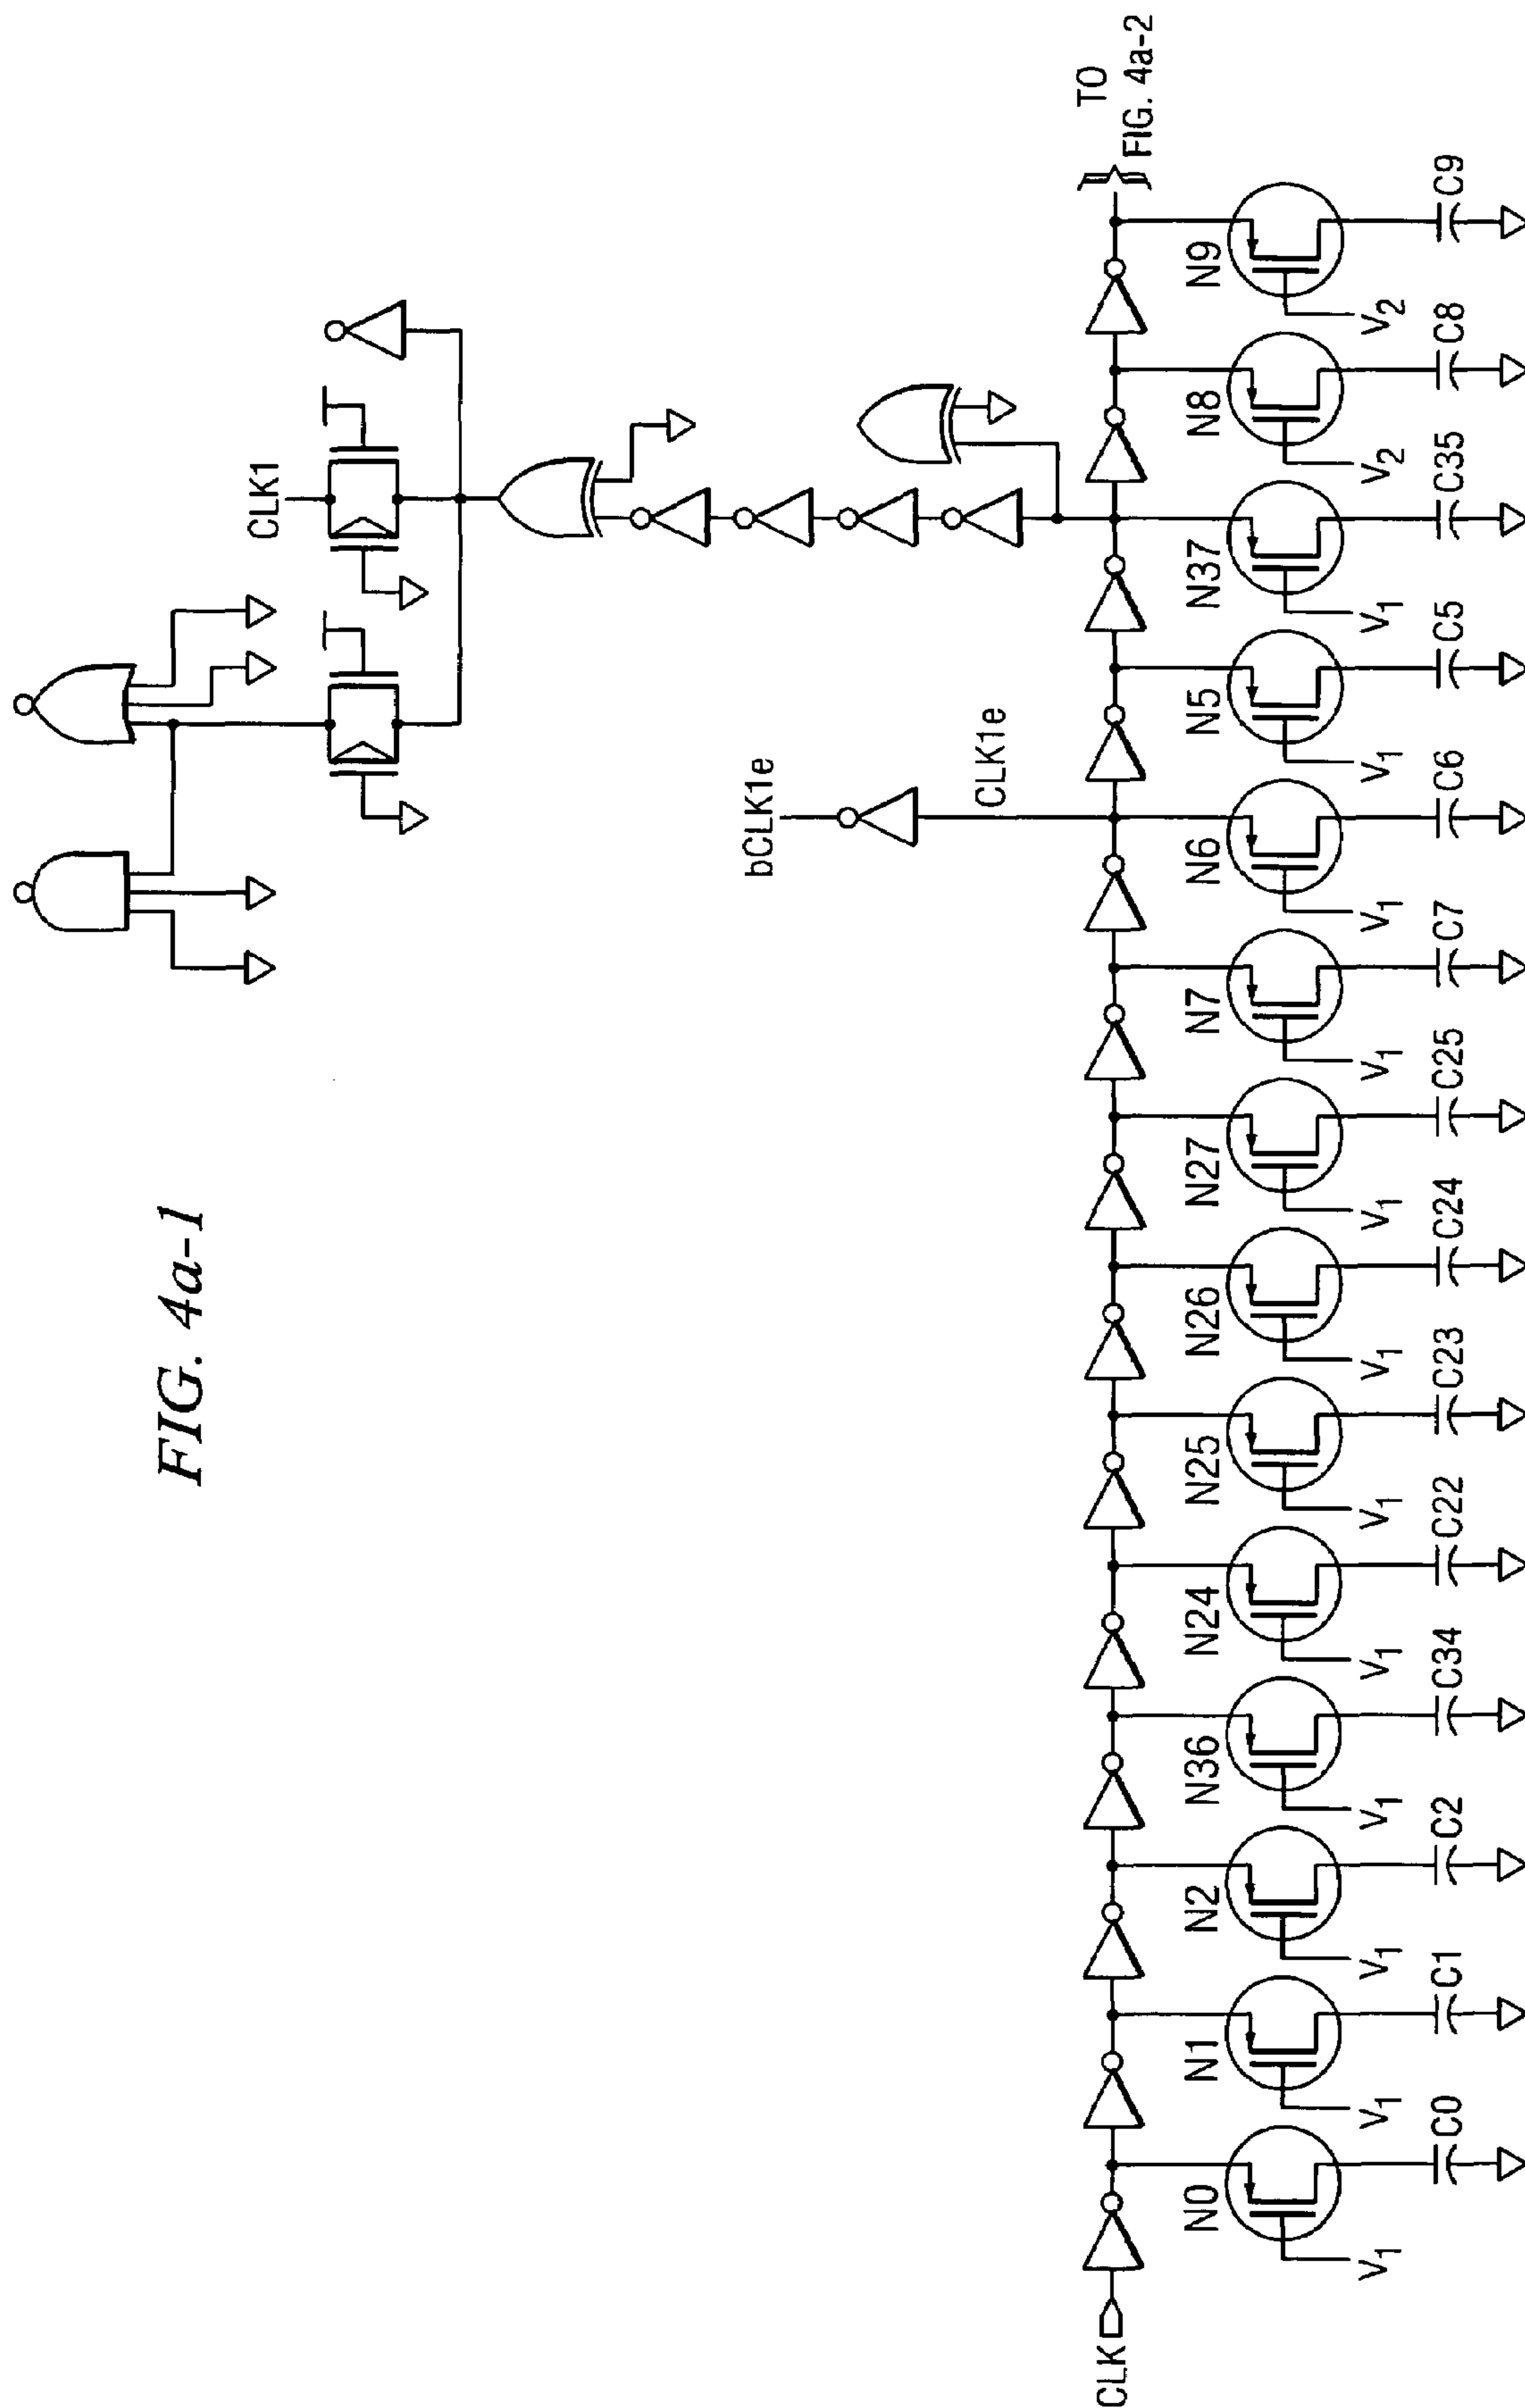 FIG. 4a-1
CLK1
bCLK1e
CLK1e
TO
FIG. 4a-2
CLK
N0
N1
N2
N36
N24
N25
N26
N27
N7
N6
N5
N37
N8
N9
V1
V1
V1
V1
V1
V1
V1
V1
V1
V1
V1
V1
V2
V2
C0
C1
C2
C34
C22
C23
C24
C25
C7
C6
C5
C35
C8
C9